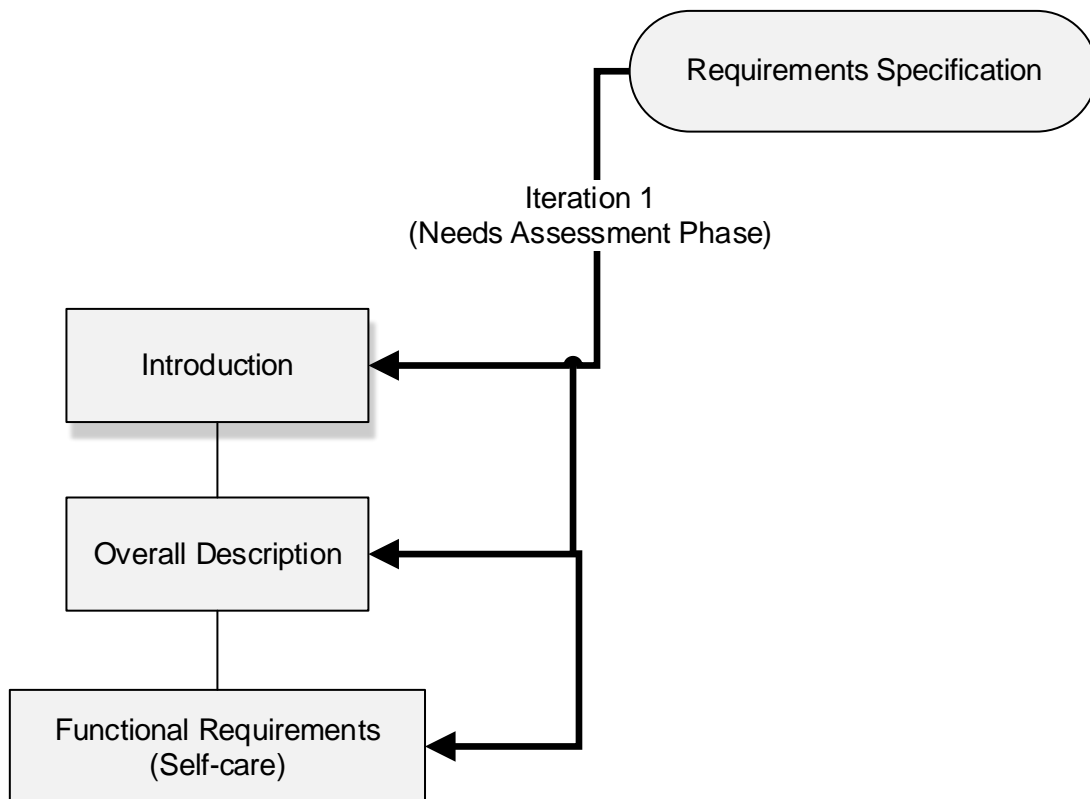 Requirements Specification
Iteration 1
(Needs Assessment Phase)
Introduction
Overall Description
Functional Requirements
(Self-care)